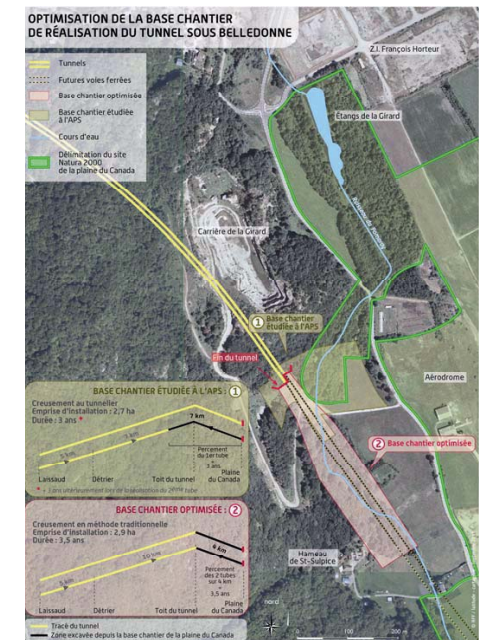 OPTIMISATION DE LA BASE CHANTIER
DE RÉALISATION DU TUNNEL SOUS BELLEDONNE
Tunnels
Futures voies ferrées
Base chantier optimisée
Base chantier étudiée
à l'APS
Cours d'eau
Délimitation du site
Natura 2000
de la plaine du Canada
Z.I. François Horteur
Étangs de la Girard
Carrière de la Girard
1 Base chantier
étudiée à l'APS
Fin du tunnel
Aérodrome
2 Base chantier optimisée
BASE CHANTIER ÉTUDIÉE À L'APS : 1
Creusement au tunnelier
Emprise d'installation : 2,7 ha
Durée : 3 ans *
7 km
Percement
du 1er tube
3 ans
Laissaud
Détrier
Toit du tunnel
Plaine
du Canada
BASE CHANTIER OPTIMISÉE : 2
Creusement en méthode traditionnelle
Emprise d'installation : 2,9 ha
Durée : 3,5 ans
10 km
Percement
des 2 tubes
sur 4 km
3,5 ans
Laissaud
Détrier
Toit du tunnel
Plaine
du Canada
Hameau
de St-Sulpice
nord
100
200 m
Tracé du tunnel
Zone excavée depuis la base chantier de la plaine du Canada